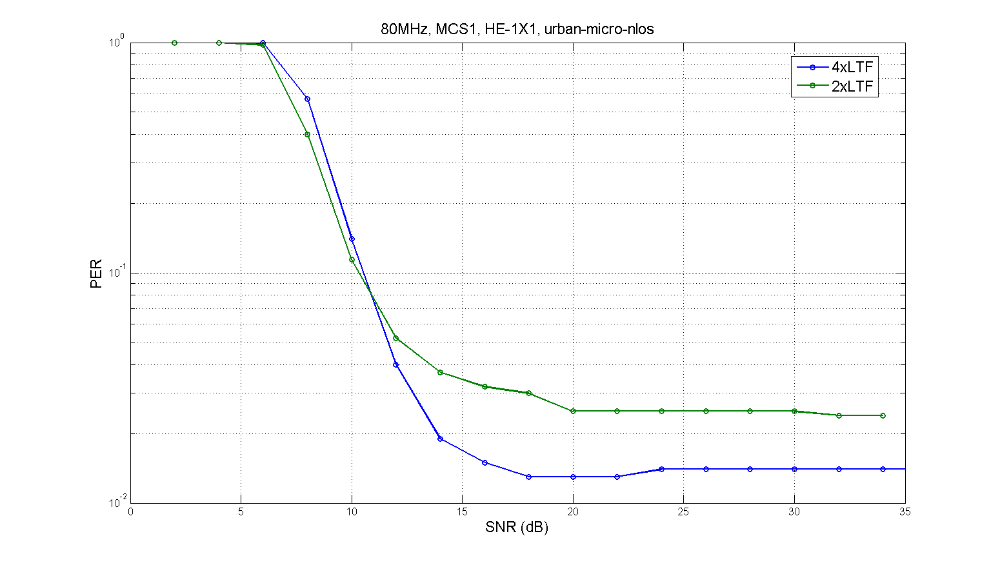 80MHz, MCS1, HE-1X1, urban-micro-nlos
10^0
4xLTF
2xLTF
PER
10^-1
10^-2
0 5 10 15 20 25 30 35
SNR (dB)